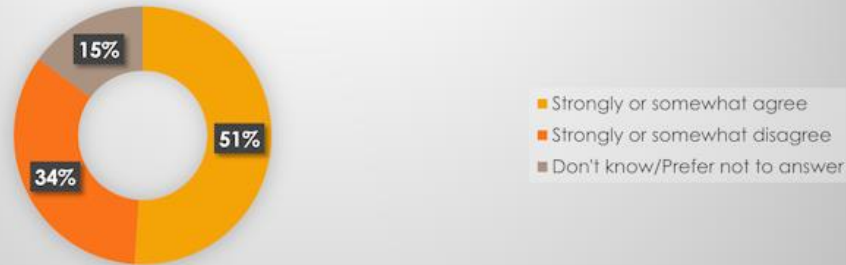 15%
51%
34%
Strongly or somewhat agree
Strongly or somewhat disagree
Don't know/Prefer not to answer